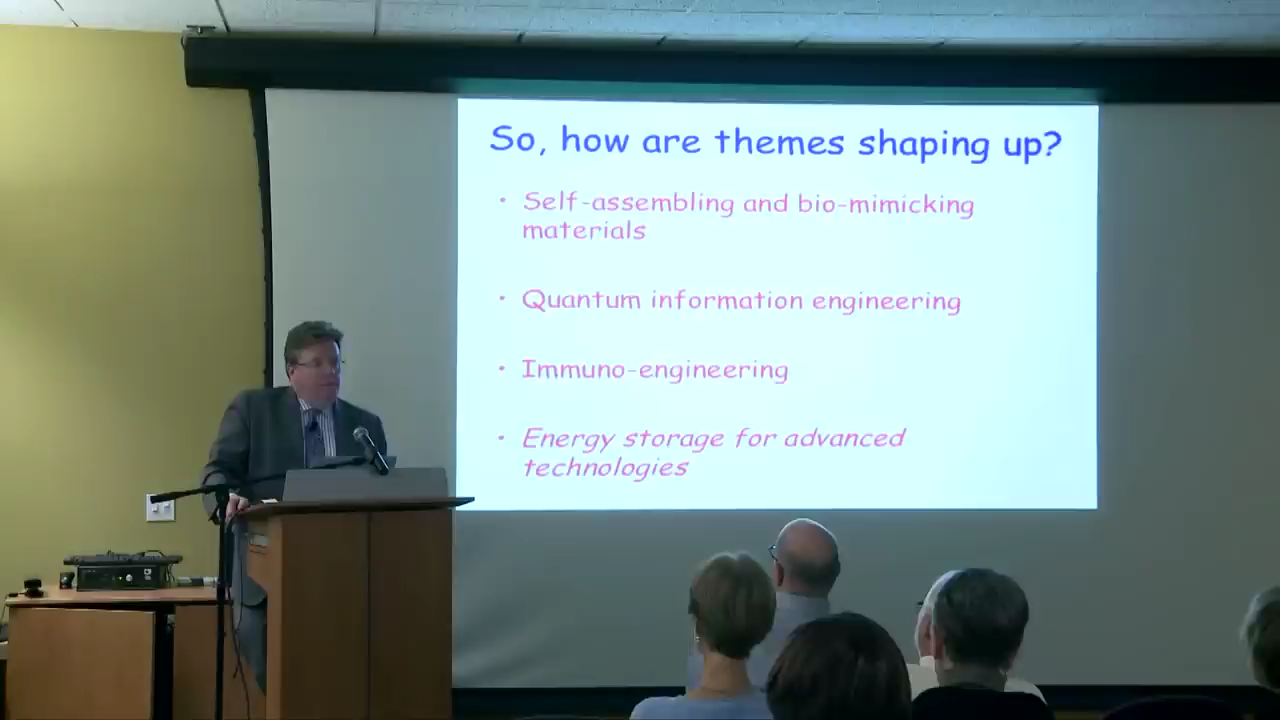 So, how are themes shaping up?
• Self-assembling and bio-mimicking
materials
• Quantum information engineering
• Immuno-engineering
• Energy storage for advanced
technologies